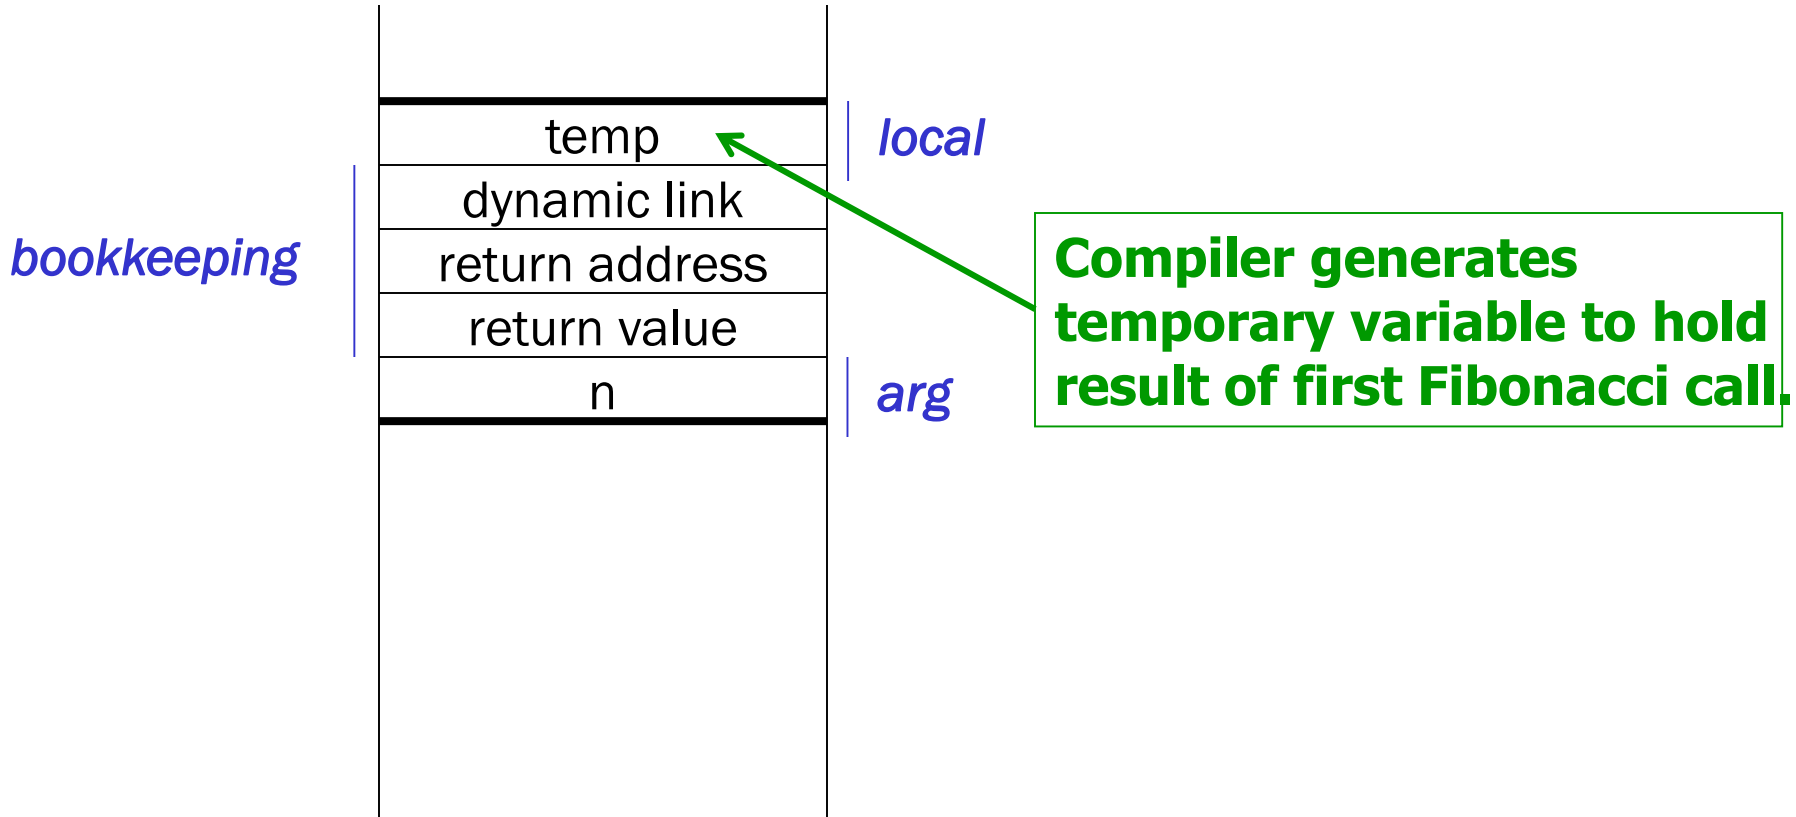 temp
local
dynamic link
bookkeeping
return address
return value
n
arg
Compiler generates
temporary variable to hold
result of first Fibonacci call.